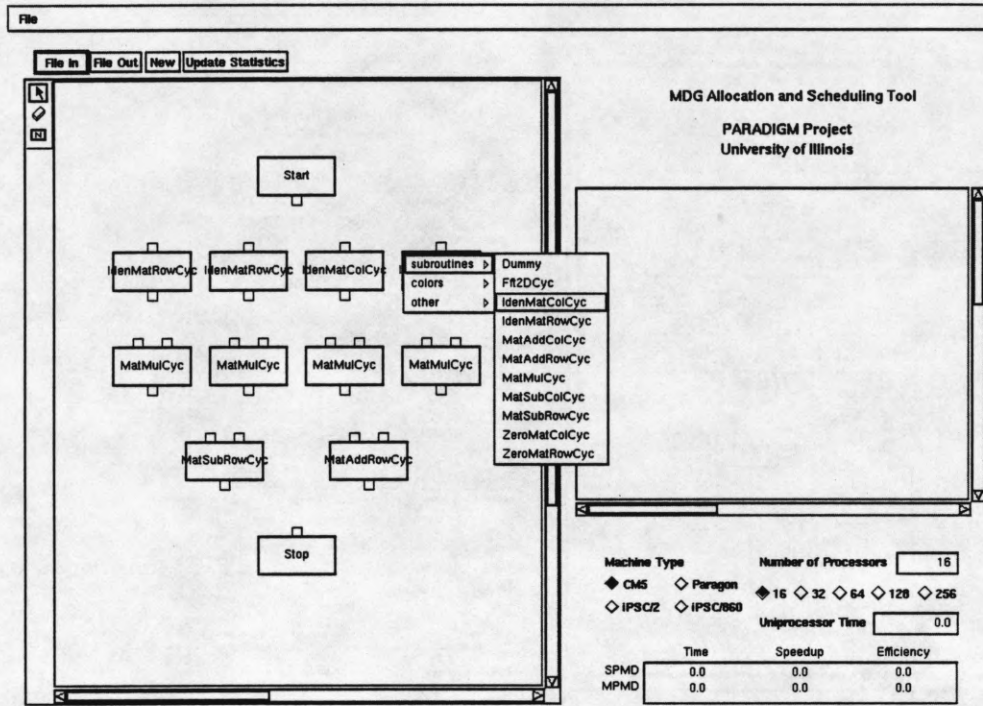 File
File In File Out New Update Statistics
MDG Allocation and Scheduling Tool
PARADIGM Project
University of Illinois
Start
IdenMatRowCyc IdenMatRowCyc IdenMatColCyc
subroutines
colors
other
Dummy
Fft2DCyc
IdenMatColCyc
IdenMatRowCyc
MatAddColCyc
MatAddRowCyc
MatMulCyc
MatSubColCyc
MatSubRowCyc
ZeroMatColCyc
ZeroMatRowCyc
MatMulCyc MatMulCyc MatMulCyc MatMulCyc
MatSubRowCyc MatAddRowCyc
Stop
Machine Type Number of Processors 16
CM5 Paragon 16 32 64 128 256
iPSC/2 iPSC/860
Uniprocessor Time 0.0
Time Speedup Efficiency
SPMD 0.0 0.0 0.0
MPMD 0.0 0.0 0.0